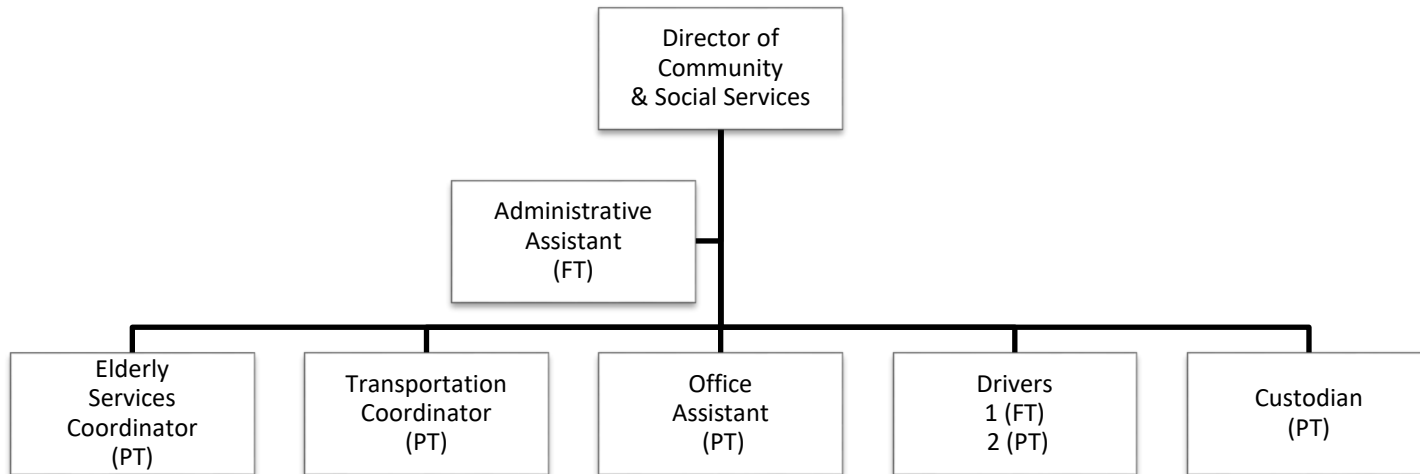 Director of
Community
& Social Services
Administrative
Assistant
(FT)
Elderly
Services
Coordinator
(PT)
Transportation
Coordinator
(PT)
Office
Assistant
(PT)
Drivers
1 (FT)
2 (PT)
Custodian
(PT)